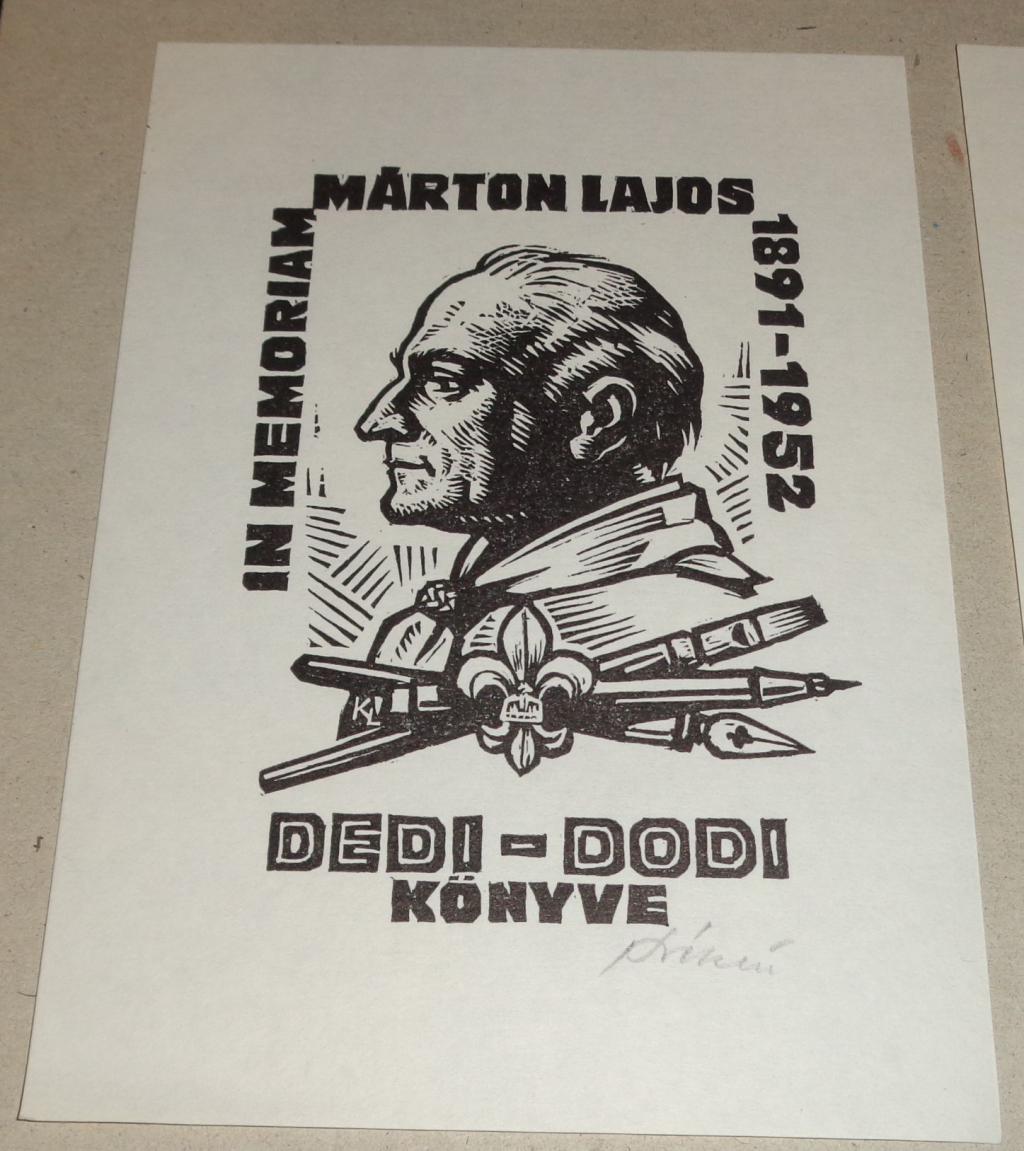 IN MEMORIAM
MÁRTON LAJOS
1891-1952
KL
DEDI-DODI
KÖNYVE